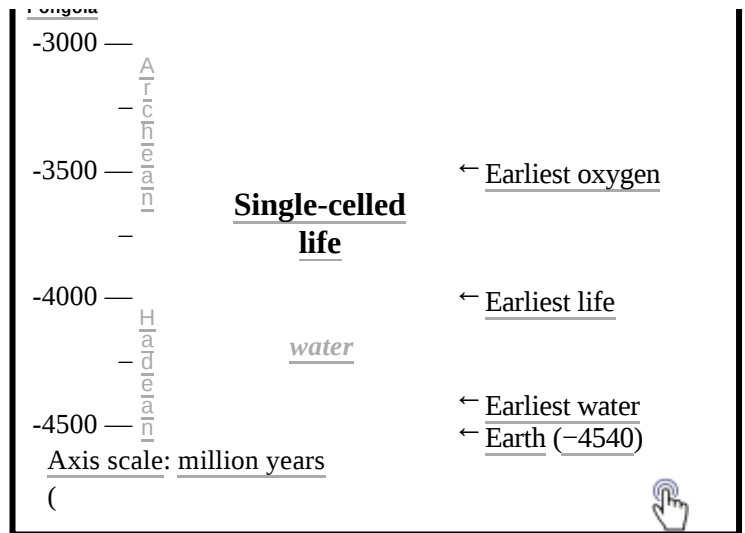 Pongola
-3000 —
Archean
–
-3500 —
← Earliest oxygen
Single-celled
life
–
-4000 —
← Earliest life
Hadean
water
–
← Earliest water
-4500 —
← Earth (−4540)
Axis scale: million years
(